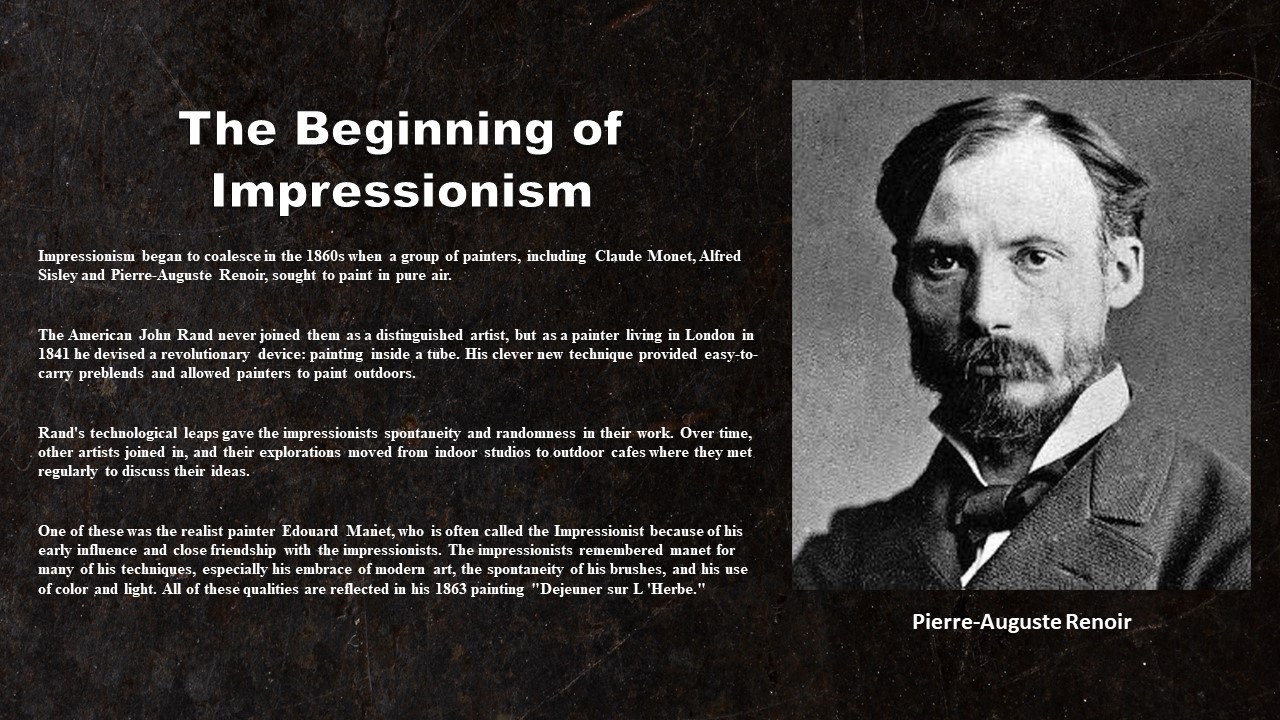 The Beginning of
Impressionism
Impressionism began to coalesce in the 1860s when a group of painters, including Claude Monet, Alfred
Sisley and Pierre-Auguste Renoir, sought to paint in pure air.
The American John Rand never joined them as a distinguished artist, but as a painter living in London in
1841 he devised a revolutionary device: painting inside a tube. His clever new technique provided easy-to-
carry preblends and allowed painters to paint outdoors.
Rand's technological leaps gave the impressionists spontaneity and randomness in their work. Over time,
other artists joined in, and their explorations moved from indoor studios to outdoor cafes where they met
regularly to discuss their ideas.
One of these was the realist painter Edouard Manet, who is often called the Impressionist because of his
early influence and close friendship with the impressionists. The impressionists remembered manet for
many of his techniques, especially his embrace of modern art, the spontaneity of his brushes, and his use
of color and light. All of these qualities are reflected in his 1863 painting "Dejeuner sur L 'Herbe."
Pierre-Auguste Renoir